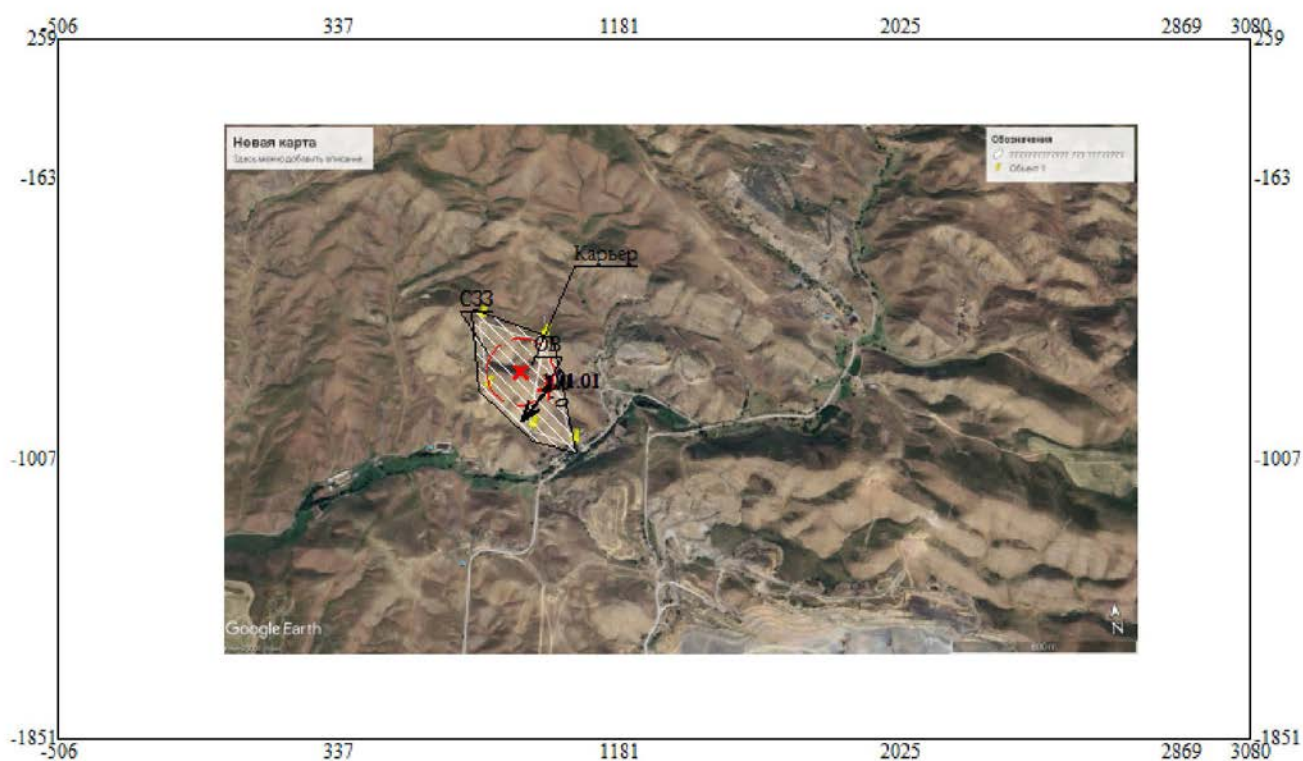 -506 337 1181 2025 2869 3080
259 259
Новая карта
Здесь можно добавить описание.
Обозначения
????????????? ??? ????????
Объект 1
-163 -163
Карьер
СЗЗ
ОВ
-1007 -1007
Google Earth
N
-1851 -1851
-506 337 1181 2025 2869 3080